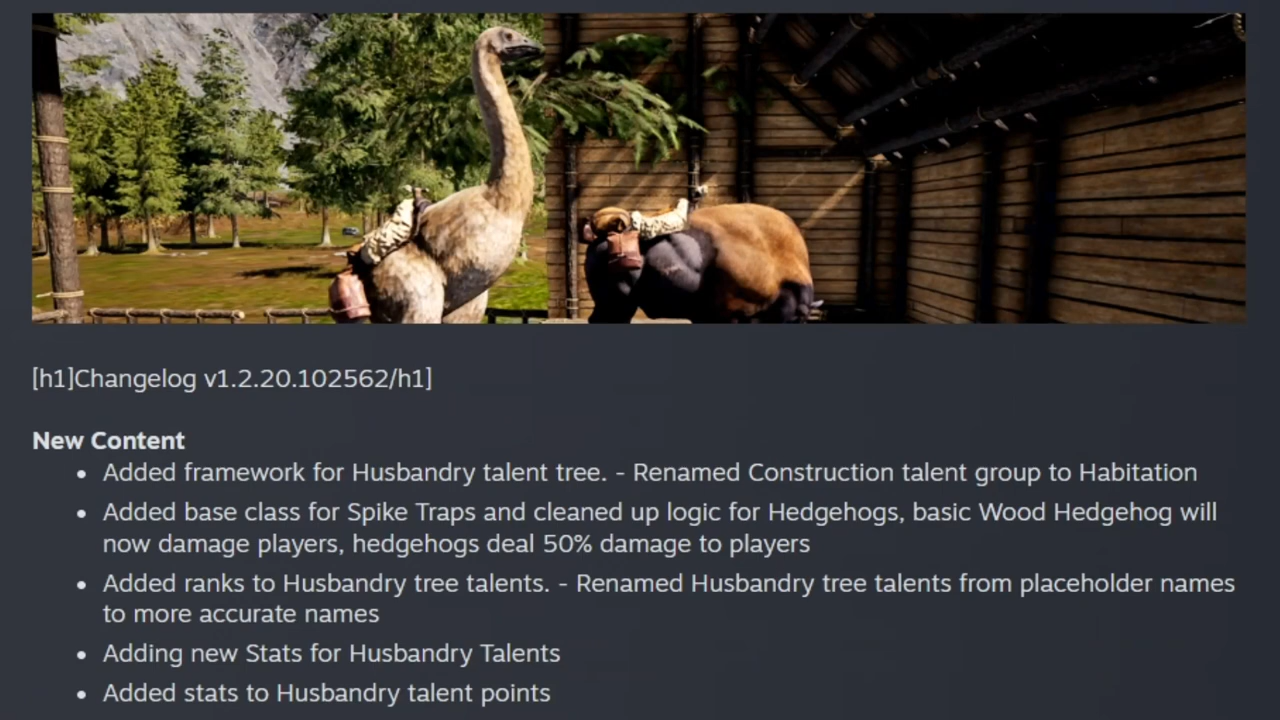 [h1]Changelog v1.2.20.102562/h1]
New Content
• Added framework for Husbandry talent tree. - Renamed Construction talent group to Habitation
• Added base class for Spike Traps and cleaned up logic for Hedgehogs, basic Wood Hedgehog will
now damage players, hedgehogs deal 50% damage to players
• Added ranks to Husbandry tree talents. - Renamed Husbandry tree talents from placeholder names
to more accurate names
• Adding new Stats for Husbandry Talents
• Added stats to Husbandry talent points